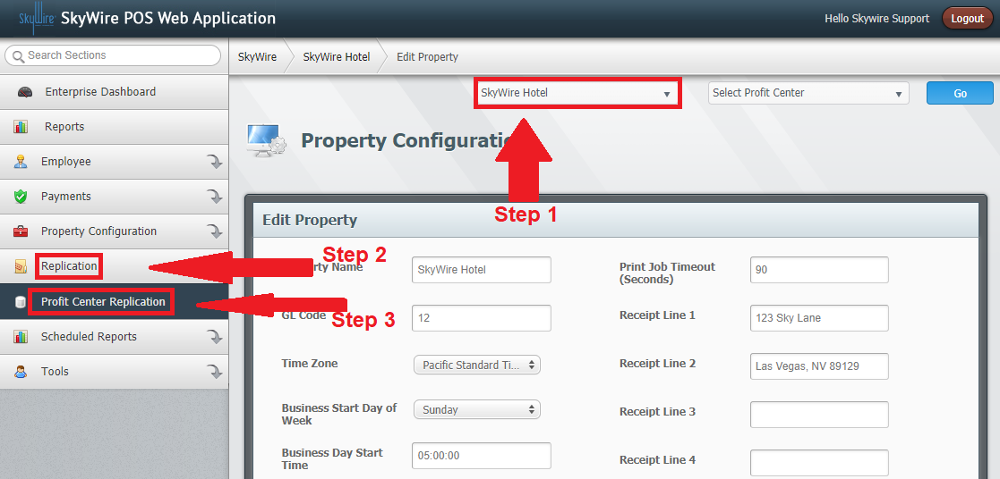 SkyWire SkyWire POS Web Application
Hello Skywire Support Logout
Search Sections
SkyWire SkyWire Hotel Edit Property
Enterprise Dashboard
SkyWire Hotel Select Profit Center Go
Reports
Property Configuratio
Employee
Payments
Step 1
Edit Property
Property Configuration
Step 2
Replication
erty Name SkyWire Hotel Print Job Timeout
(Seconds) 90
Profit Center Replication
Step 3
GL Code 12 Receipt Line 1 123 Sky Lane
Scheduled Reports
Time Zone Pacific Standard Ti... Receipt Line 2 Las Vegas, NV 89129
Tools
Business Start Day of
Week Sunday Receipt Line 3
Business Day Start
Time 05:00:00 Receipt Line 4